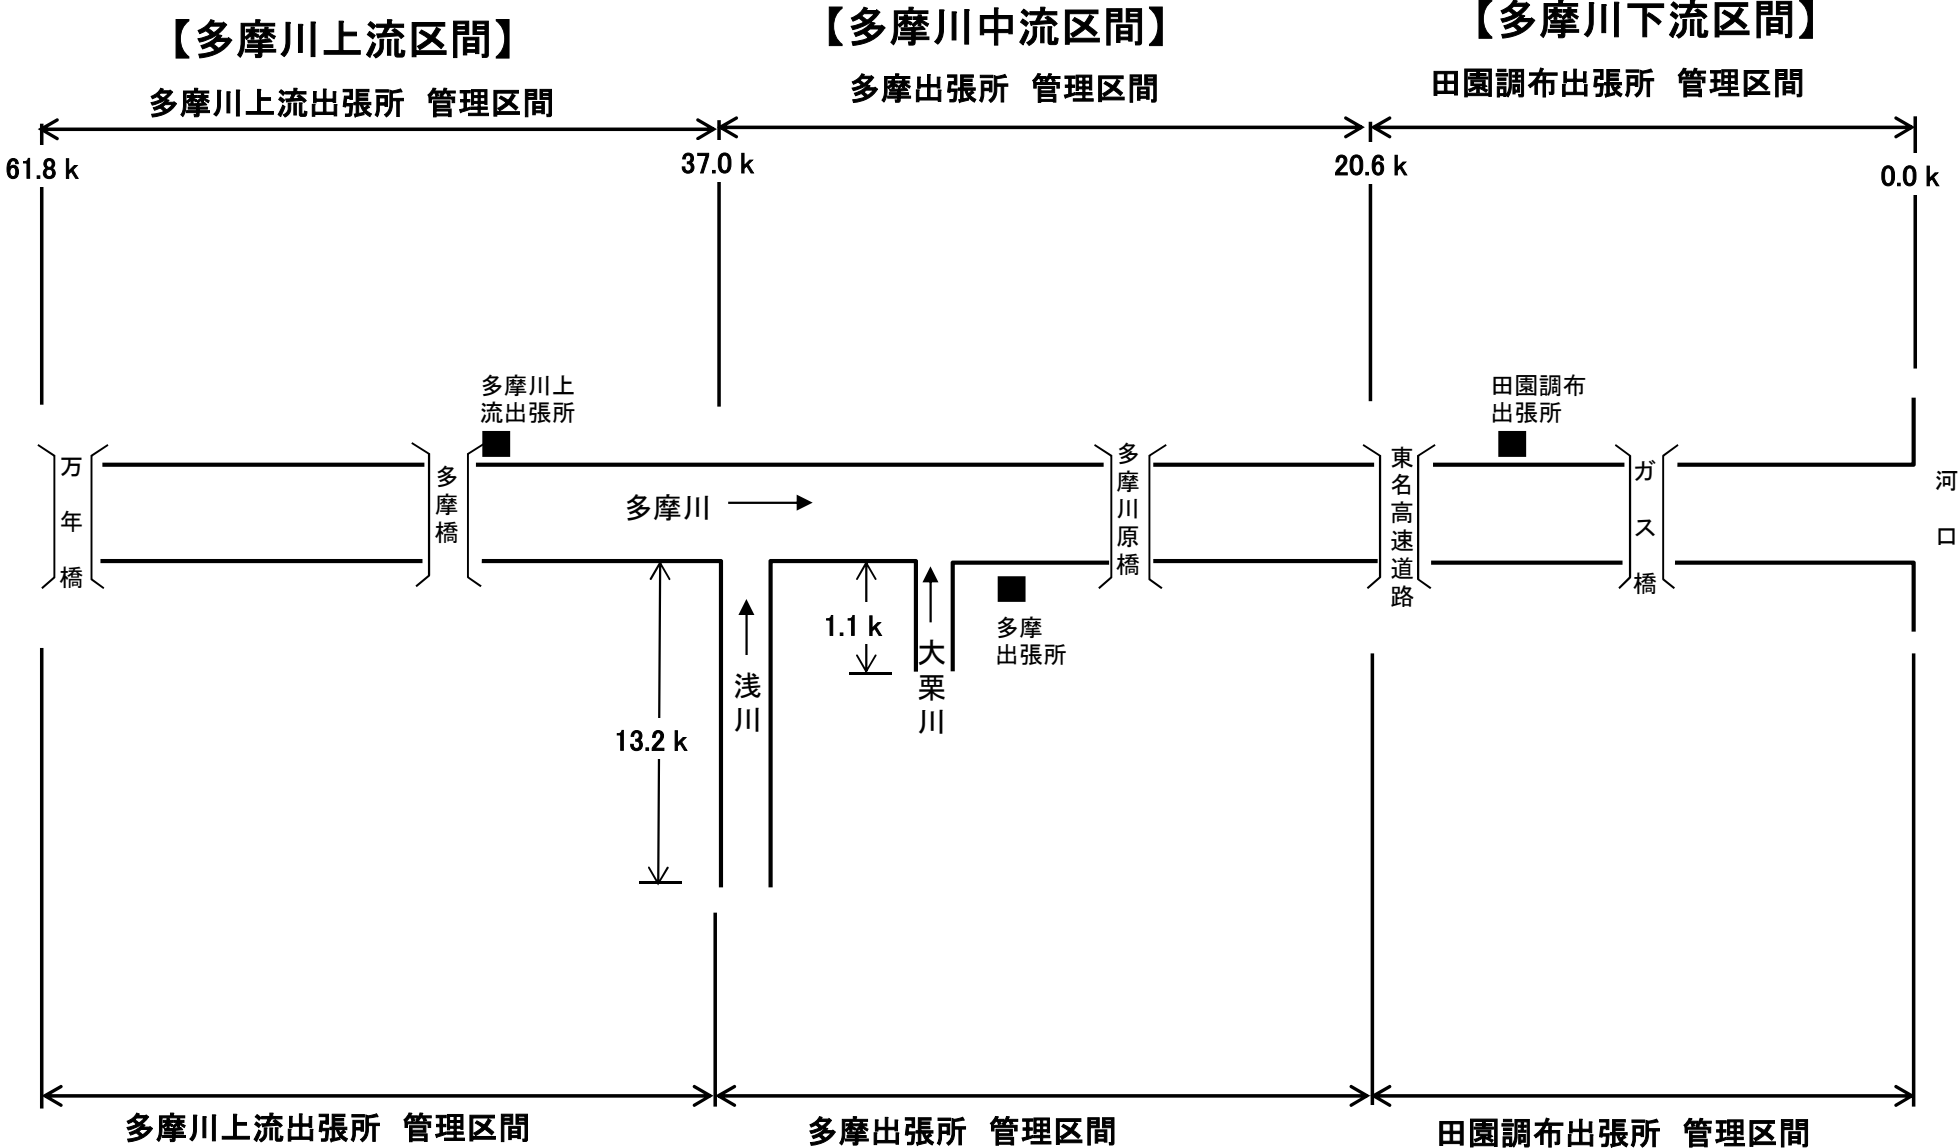 【多摩川上流区間】
【多摩川中流区間】
【多摩川下流区間】
多摩川上流出張所　管理区間
多摩出張所　管理区間
田園調布出張所　管理区間
61.8 k
37.0 k
20.6 k
0.0 k
多摩川上
流出張所
田園調布
出張所
万年橋
多摩橋
多摩川
多摩川原橋
東名高速道路
ガス橋
河口
1.1 k
多摩
出張所
浅川
大栗川
13.2 k
多摩川上流出張所　管理区間
多摩出張所　管理区間
田園調布出張所　管理区間